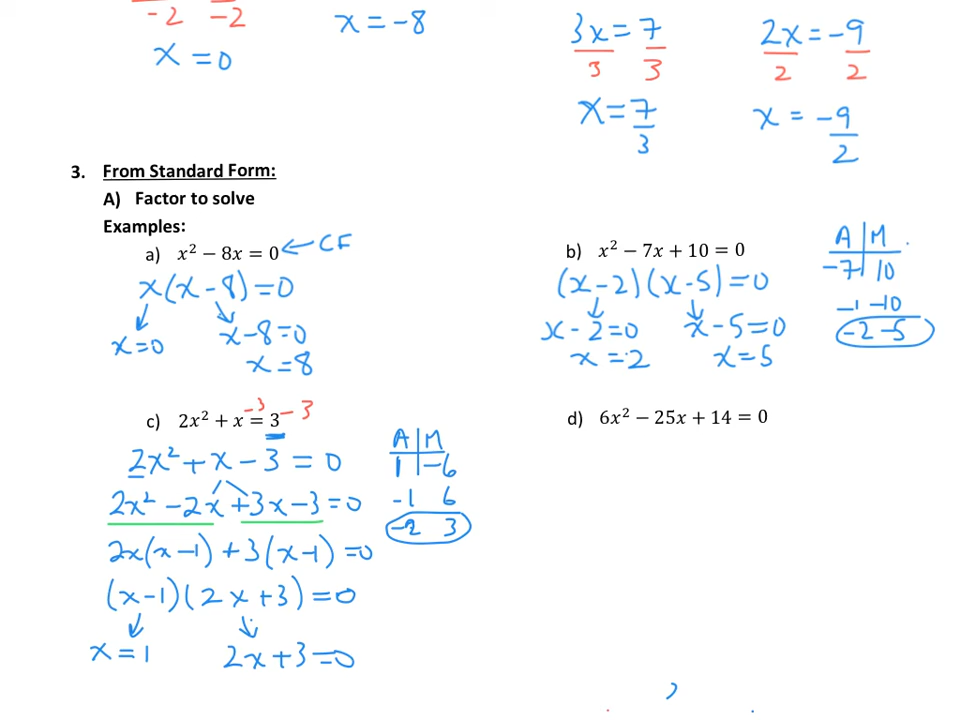 -2 -2
x = 0
x = -8
3x = 7
3 3
x = 7/3
2x = -9
2 2
x = -9/2
3. From Standard Form:
A) Factor to solve
Examples:
a) x² − 8x = 0 ← CF
x(x - 8) = 0
x = 0 x - 8 = 0
x = 8
b) x² − 7x + 10 = 0
(x - 2)(x - 5) = 0
x - 2 = 0 x - 5 = 0
x = 2 x = 5
A | M
-7 | 10
-1 -10
-2 -5
c) 2x² + x = 3
-3 -3
2x² + x - 3 = 0
2x² - 2x + 3x - 3 = 0
2x(x - 1) + 3(x - 1) = 0
(x - 1)(2x + 3) = 0
x = 1 2x + 3 = 0
A | M
1 | -6
-1 6
-2 3
d) 6x² − 25x + 14 = 0